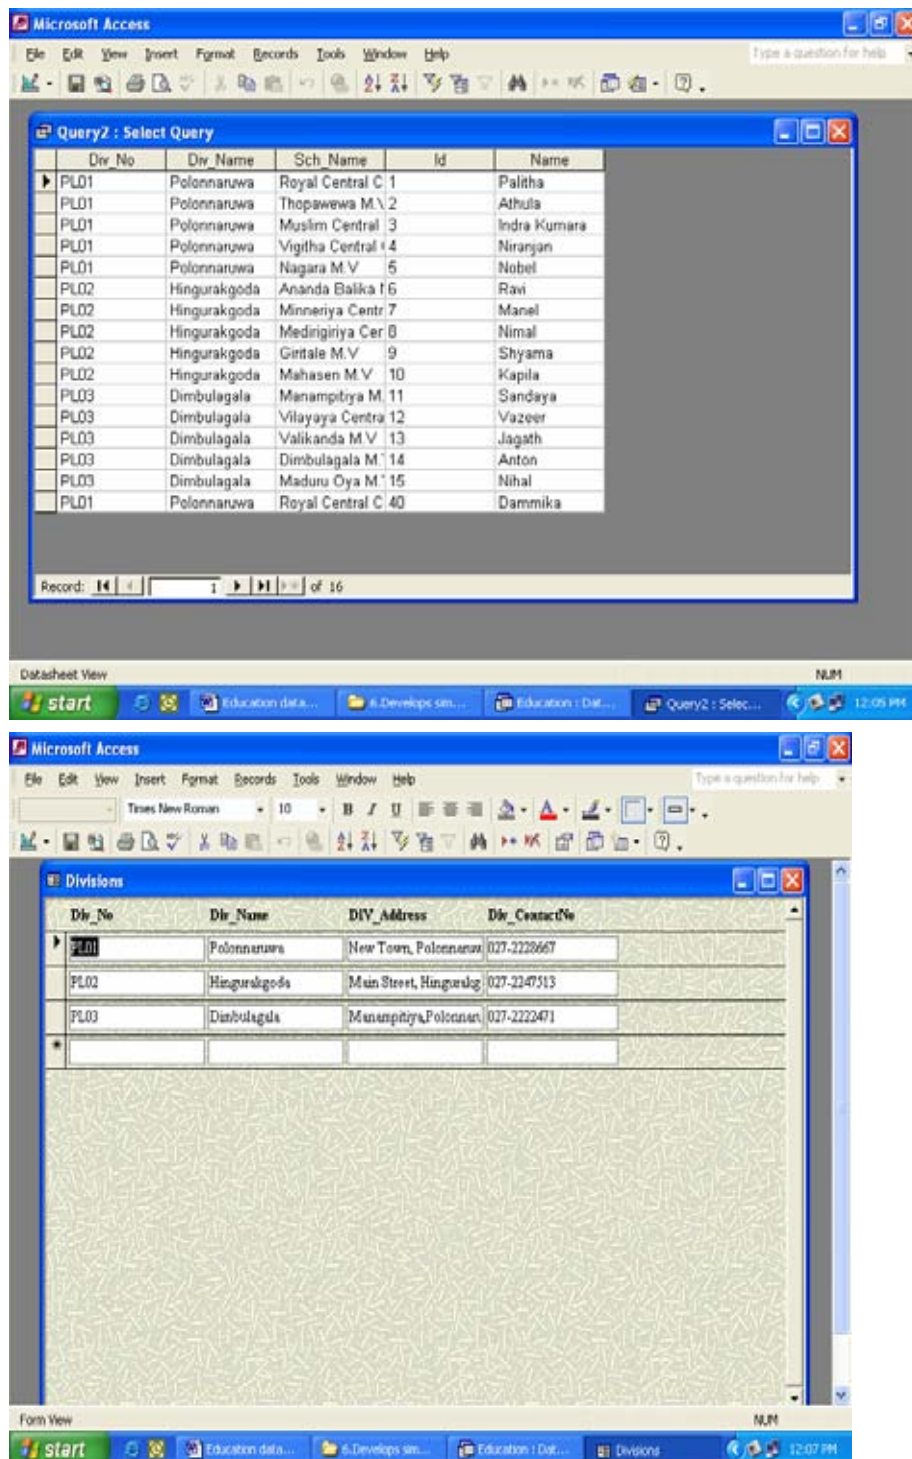 Microsoft Access
File Edit View Insert Format Records Tools Window Help Type a question for help
Query2 : Select Query
Div_No Div_Name Sch_Name Id Name
PL01 Polonnaruwa Royal Central C 1 Palitha
PL01 Polonnaruwa Thopawewa M.V 2 Athula
PL01 Polonnaruwa Muslim Central 3 Indra Kumara
PL01 Polonnaruwa Vigitha Central 4 Niranjan
PL01 Polonnaruwa Nagara M.V 5 Nobel
PL02 Hingurakgoda Ananda Balika 6 Ravi
PL02 Hingurakgoda Minneriya Centr 7 Manel
PL02 Hingurakgoda Medirigiriya Cer 8 Nimal
PL02 Hingurakgoda Giritale M.V 9 Shyama
PL02 Hingurakgoda Mahasen M.V 10 Kapila
PL03 Dimbulagala Manampitiya M. 11 Sandaya
PL03 Dimbulagala Vilayaya Centra 12 Vazeer
PL03 Dimbulagala Valikanda M.V 13 Jagath
PL03 Dimbulagala Dimbulagala M. 14 Anton
PL03 Dimbulagala Maduru Oya M. 15 Nihal
PL01 Polonnaruwa Royal Central C 40 Dammika
Record: 1 of 16
Datasheet View NUM
start Education data... 6.Develops sim... Education : Dat... Query2 : Selec... 12:05 PM
Microsoft Access
File Edit View Insert Format Records Tools Window Help Type a question for help
Times New Roman 10 B I U A
Divisions
Div_No Div_Name DIV_Address Div_ContactNo
PL01 Polonnaruwa New Town, Polonnaruw 027-2228667
PL02 Hingurakgoda Main Street, Hingurakg 027-2247513
PL03 Dimbulagala Manampitiya,Polonnaru 027-2222471
Form View NUM
start Education data... 6.Develops sim... Education : Dat... Divisions 12:07 PM